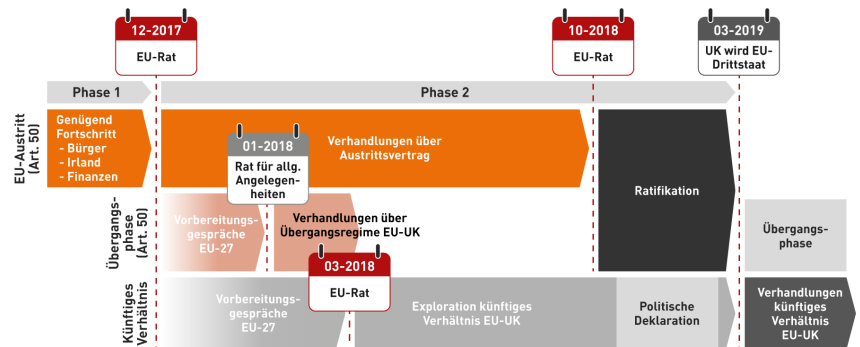 12-2017
EU-Rat
10-2018
EU-Rat
03-2019
UK wird EU-
Drittstaat
Phase 1
Phase 2
EU-Austritt
(Art. 50)
Genügend
Fortschritt
- Bürger
- Irland
- Finanzen
01-2018
Rat für allg.
Angelegen-
heiten
Verhandlungen über
Austrittsvertrag
Ratifikation
Übergangs-
phase (Art. 50)
Vorbereitungs-
gespräche
EU-27
Verhandlungen über
Übergangsregime EU-UK
Übergangs-
phase
03-2018
EU-Rat
Künftiges
Verhältnis
Vorbereitungs-
gespräche
EU-27
Exploration künftiges
Verhältnis EU-UK
Politische
Deklaration
Verhandlungen
künftiges
Verhältnis
EU-UK